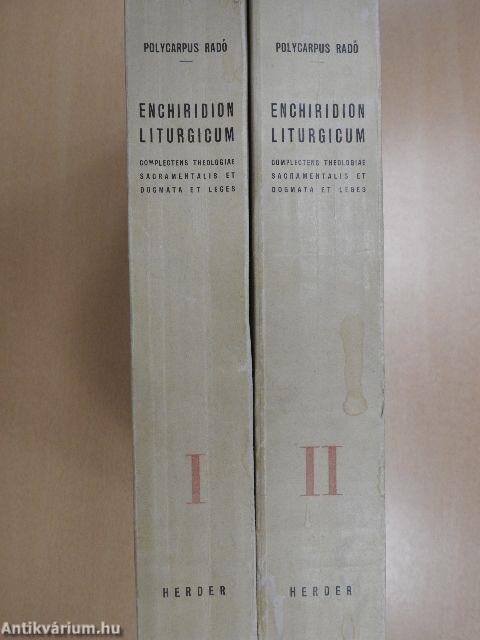 POLYCARPUS RADÓ
ENCHIRIDION
LITURGICUM
COMPLECTENS THEOLOGIAE
SACRAMENTALIS ET
DOGMATA ET LEGES
I
HERDER
POLYCARPUS RADÓ
ENCHIRIDION
LITURGICUM
COMPLECTENS THEOLOGIAE
SACRAMENTALIS ET
DOGMATA ET LEGES
II
HERDER
Antikvárium.hu